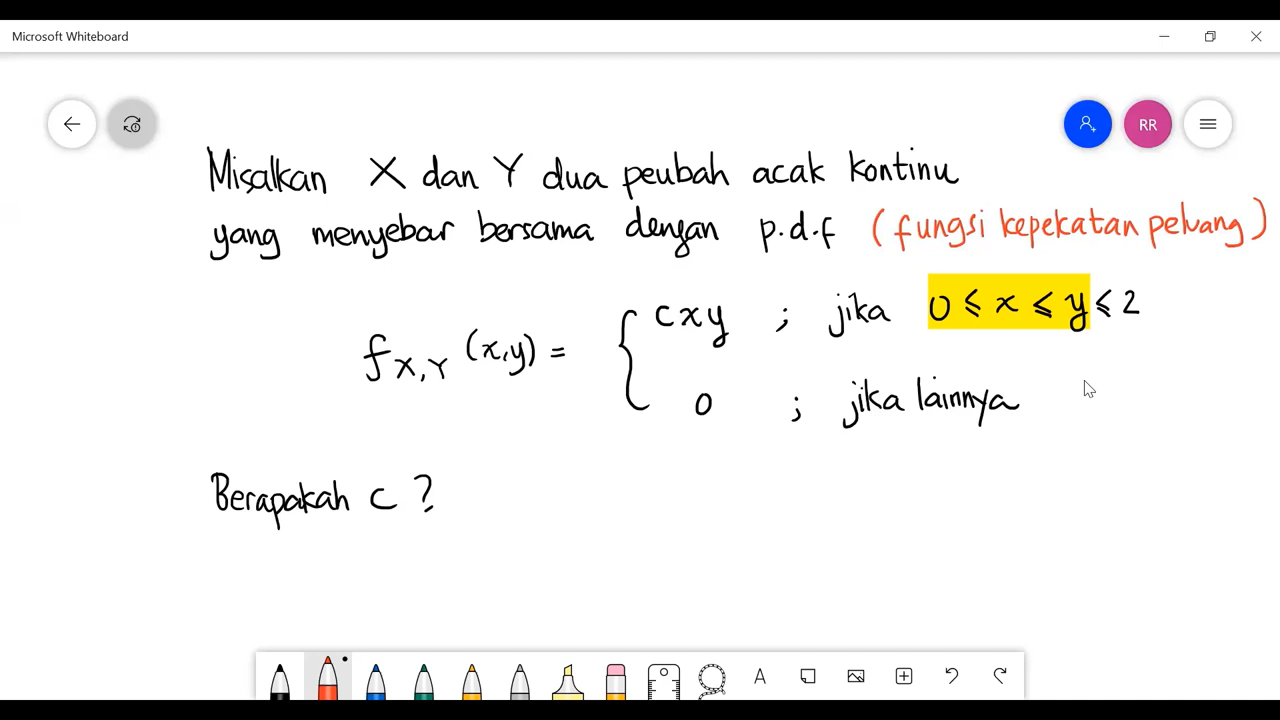 Microsoft Whiteboard
RR
Misalkan X dan Y dua peubah acak kontinu
yang menyebar bersama dengan p.d.f (fungsi kepekatan peluang)
f X,Y (x,y) = { cxy ; jika 0 ≤ x ≤ y ≤ 2
0 ; jika lainnya
Berapakah c ?
A